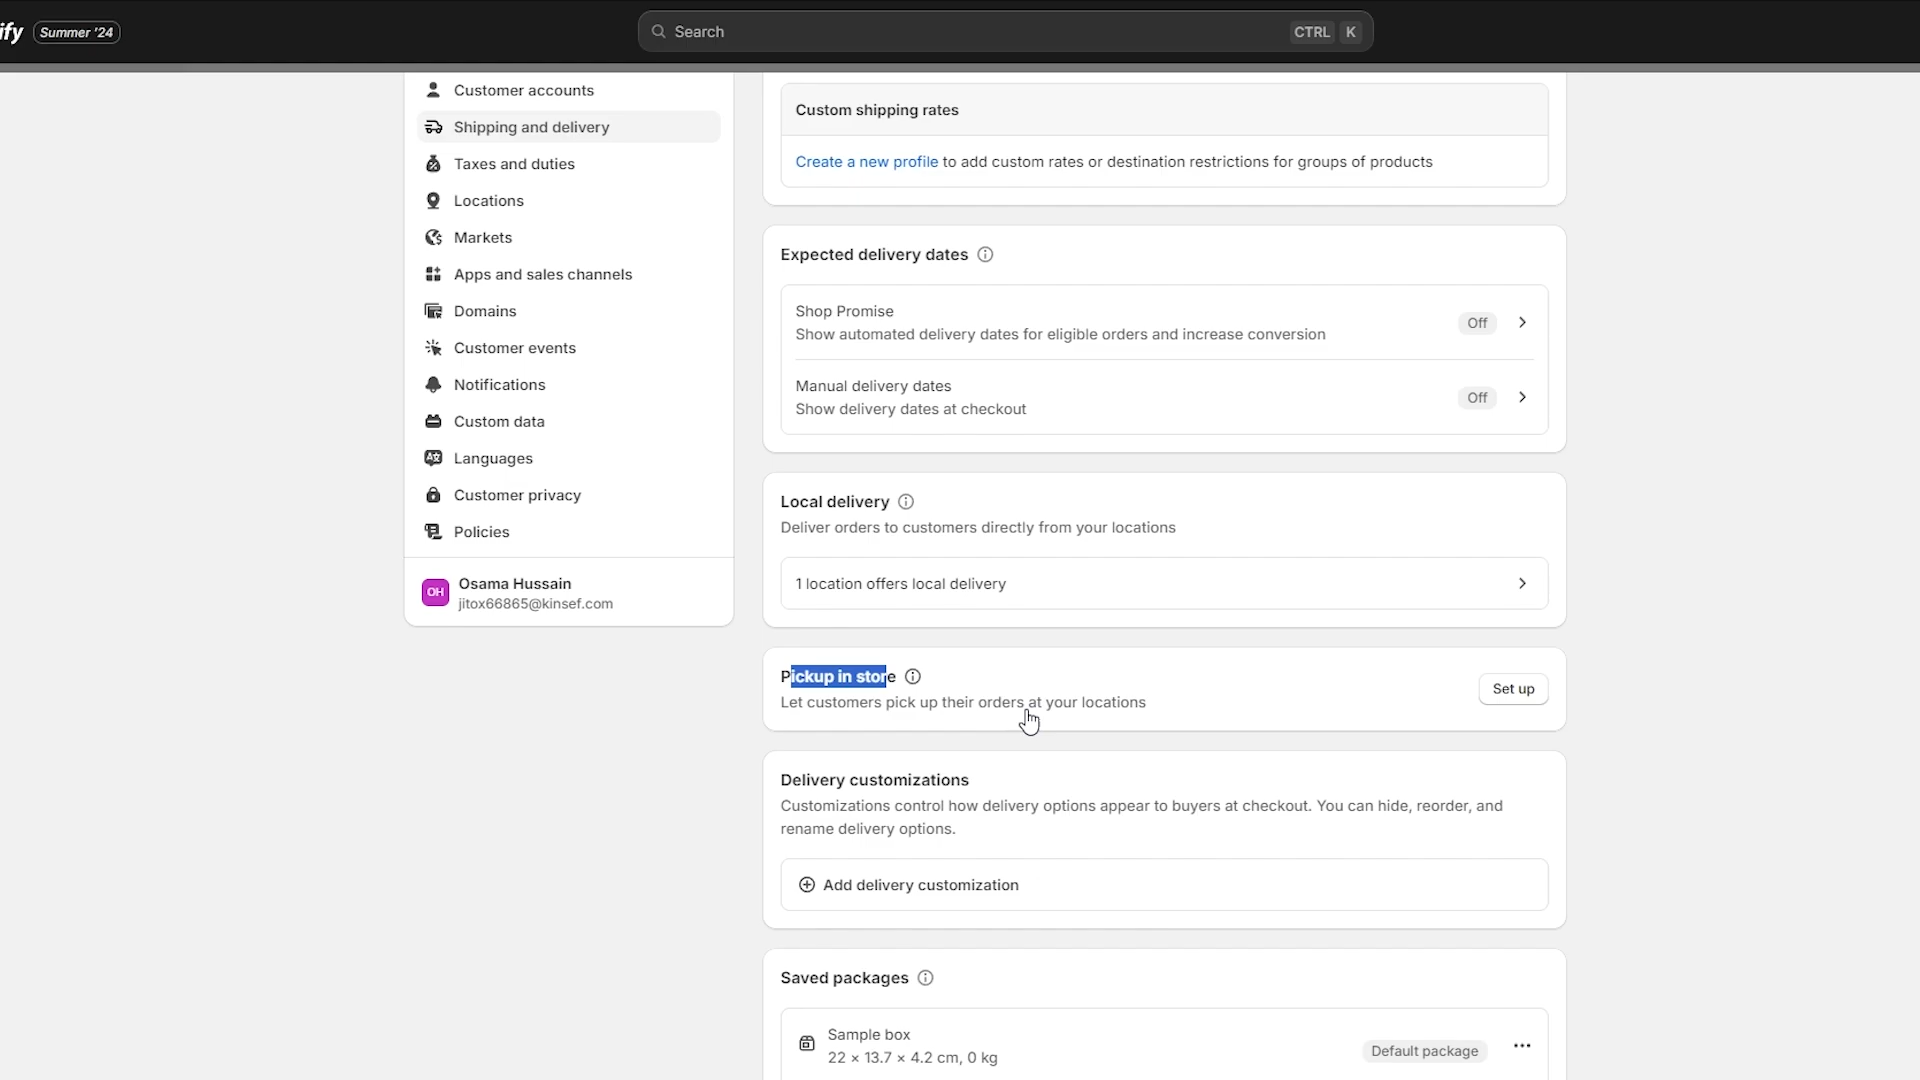 ify Summer '24
Search
CTRL K
Customer accounts
Shipping and delivery
Taxes and duties
Locations
Markets
Apps and sales channels
Domains
Customer events
Notifications
Custom data
Languages
Customer privacy
Policies
OH
Osama Hussain
jitox66865@kinsef.com
Custom shipping rates
Create a new profile to add custom rates or destination restrictions for groups of products
Expected delivery dates
Shop Promise
Show automated delivery dates for eligible orders and increase conversion
Off
Manual delivery dates
Show delivery dates at checkout
Off
Local delivery
Deliver orders to customers directly from your locations
1 location offers local delivery
Pickup in store
Let customers pick up their orders at your locations
Set up
Delivery customizations
Customizations control how delivery options appear to buyers at checkout. You can hide, reorder, and
rename delivery options.
Add delivery customization
Saved packages
Sample box
22 × 13.7 × 4.2 cm, 0 kg
Default package